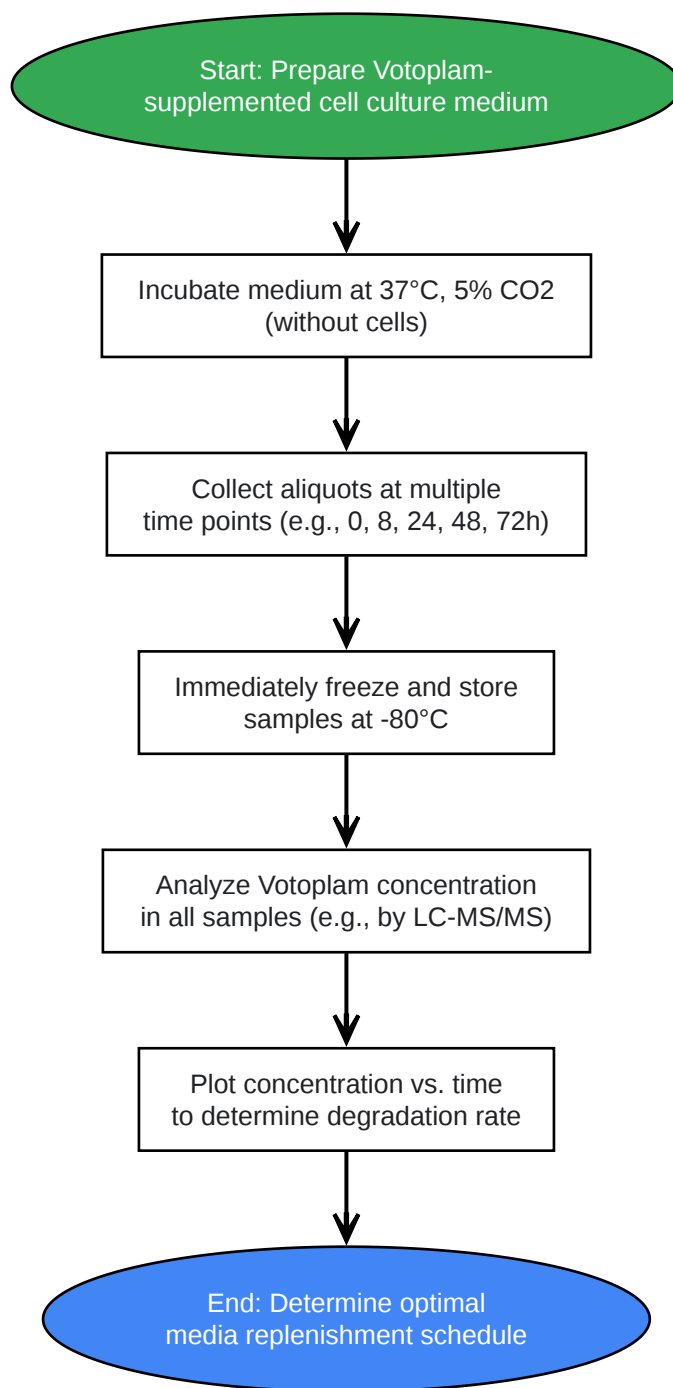 Start: Prepare Votoplam-
supplemented cell culture medium
Incubate medium at 37°C, 5% CO2
(without cells)
Collect aliquots at multiple
time points (e.g., 0, 8, 24, 48, 72h)
Immediately freeze and store
samples at -80°C
Analyze Votoplam concentration
in all samples (e.g., by LC-MS/MS)
Plot concentration vs. time
to determine degradation rate
End: Determine optimal
media replenishment schedule